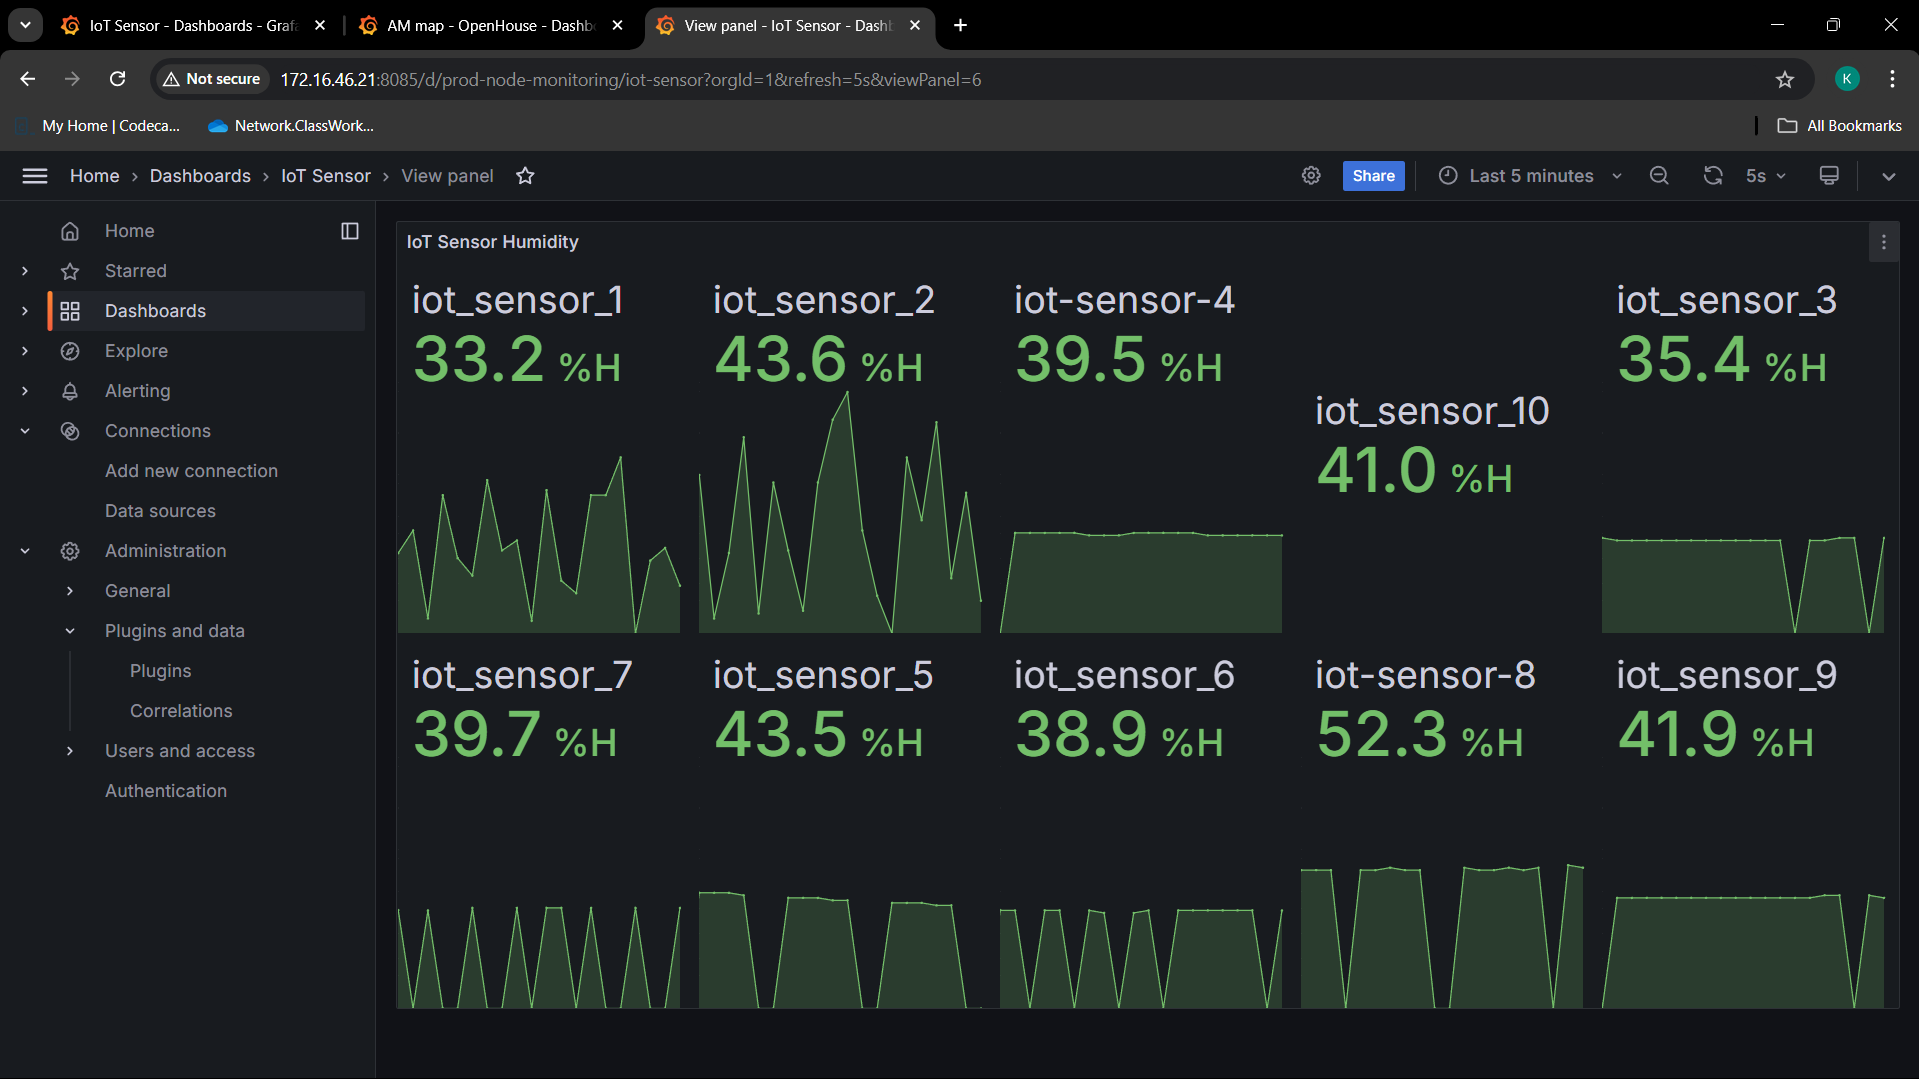 IoT Sensor - Dashboards - Grafa
AM map - OpenHouse - Dashb
View panel - IoT Sensor - Dash
Not secure
172.16.46.21:8085/d/prod-node-monitoring/iot-sensor?orgId=1&refresh=5s&viewPanel=6
K
My Home | Codeca...
Network.ClassWork...
All Bookmarks
Home › Dashboards › IoT Sensor › View panel
Share
Last 5 minutes
5s
Home
Starred
Dashboards
Explore
Alerting
Connections
Add new connection
Data sources
Administration
General
Plugins and data
Plugins
Correlations
Users and access
Authentication
IoT Sensor Humidity
iot_sensor_1
33.2 %H
iot_sensor_2
43.6 %H
iot-sensor-4
39.5 %H
iot_sensor_10
41.0 %H
iot_sensor_3
35.4 %H
iot_sensor_7
39.7 %H
iot_sensor_5
43.5 %H
iot_sensor_6
38.9 %H
iot-sensor-8
52.3 %H
iot_sensor_9
41.9 %H